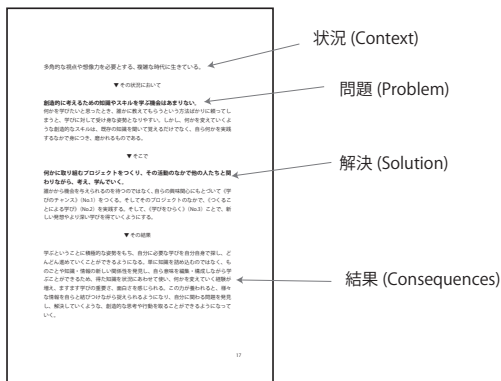 多角的な視点や想像力を必要とする、複雑な時代に生きている。
▼その状況において
創造的に考えるための知識やスキルを学ぶ機会はあまりない。
何かを学びたいと思ったとき、誰かに教えてもらうという方法ばかりに頼ってし
まうと、学びに対して受け身な姿勢となりやすい。しかし、何かを変えていくよ
うな創造的なスキルは、既存の知識を聞いて覚えるだけでなく、自ら何かを実践
するなかで身につき、磨かれるものである。
▼そこで
何かに取り組むプロジェクトをつくり、その活動のなかで他の人たちと関
わりながら、考え、学んでいく。
誰かから機会を与えられるのを待つのではなく、自らの興味関心にもとづいて《学
びのチャンス》(No.1) をつくる。そしてそのプロジェクトのなかで、《つくるこ
とによる学び》(No.2) を実践する。そして、《学びをひらく》(No.3) ことで、新
しい発想やより深い学びを得ていくようにする。
▼その結果
学ぶということに積極的な姿勢をもち、自分に必要な学びを自分自身で探し、ど
んどん進めていくことができるようになる。単に知識を詰め込むのではなく、も
のごとや知識・情報の新しい関係性を発見し、自ら意味を編集・構成しながら学
ぶことができるため、得た知識を状況にあわせて使い、何かを変えていく経験が
増え、ますます学びの重要さ、面白さを感じられる。この力が養われると、様々
な情報を自らと結びつけながら捉えられるようになり、自分に関わる問題を発見
し、解決していくような、創造的な思考や行動を取ることができるようになって
いく。
17
状況 (Context)
問題 (Problem)
解決 (Solution)
結果 (Consequences)